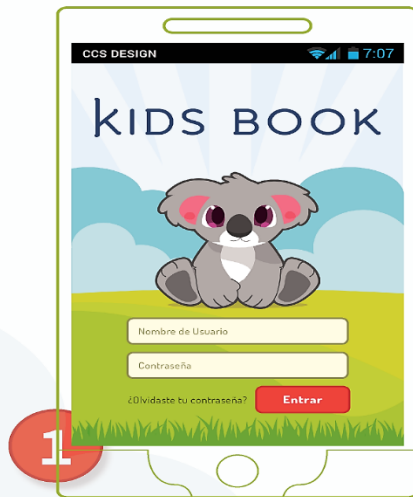 CCS DESIGN 7:07
kIDS BOOK
Nombre de Usuario
Contraseña
¿Olvidaste tu contraseña? Entrar
1